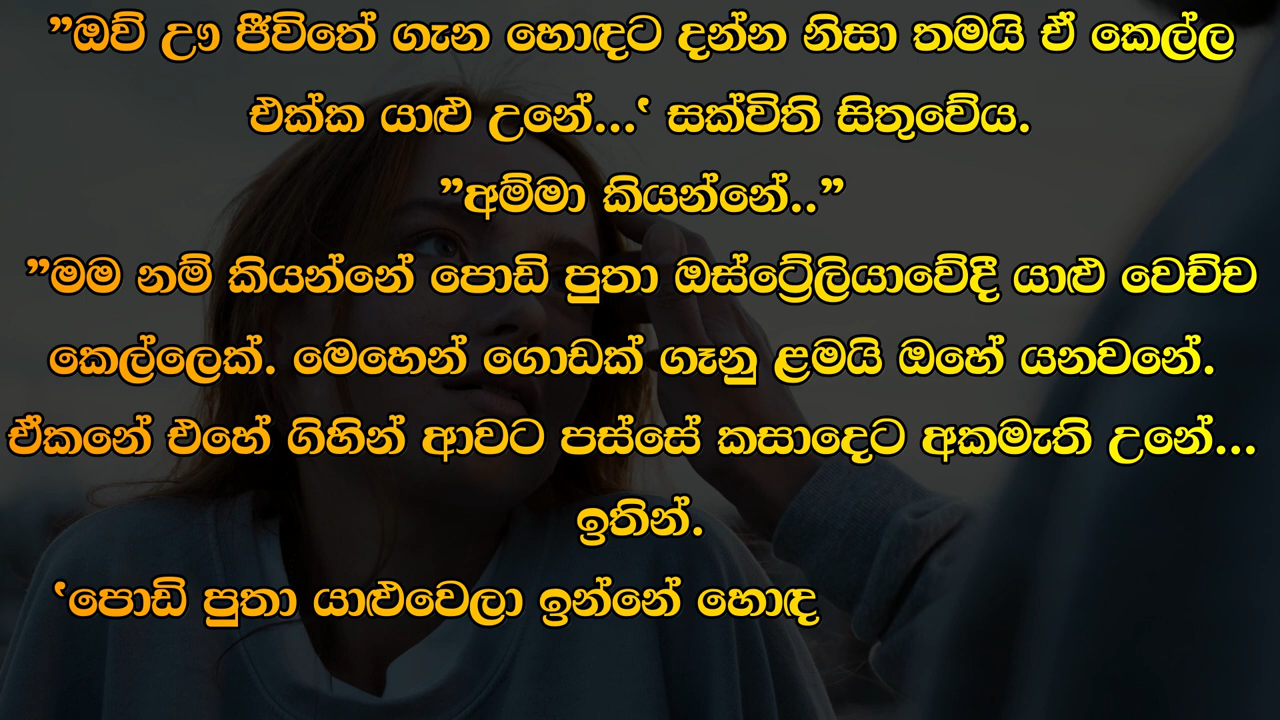 ”ඔව් ඌ ජීවිතේ ගැන හොඳට දන්න නිසා තමයි ඒ කෙල්ල
එක්ක යාළු උනේ...‛ සක්විති සිතුවේය.
”අම්මා කියන්නේ..”
”මම නම් කියන්නේ පොඩි පුතා ඔස්ට්‍රේලියාවේදී යාළු වෙච්ච
කෙල්ලෙක්. මෙහෙන් ගොඩක් ගෑනු ළමයි ඔහේ යනවනේ.
ඒකනේ එහේ ගිහින් ආවට පස්සේ කසාදෙට අකමැති උනේ...
ඉතින්.
‛පොඩි පුතා යාළුවෙලා ඉන්නේ හොඳ